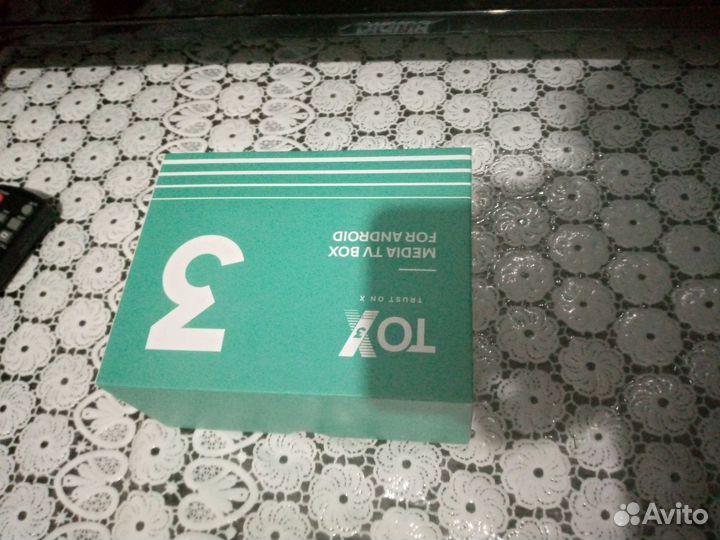 TOX3
TRUST ON X
MEDIA TV BOX
FOR ANDROID
3
Avito